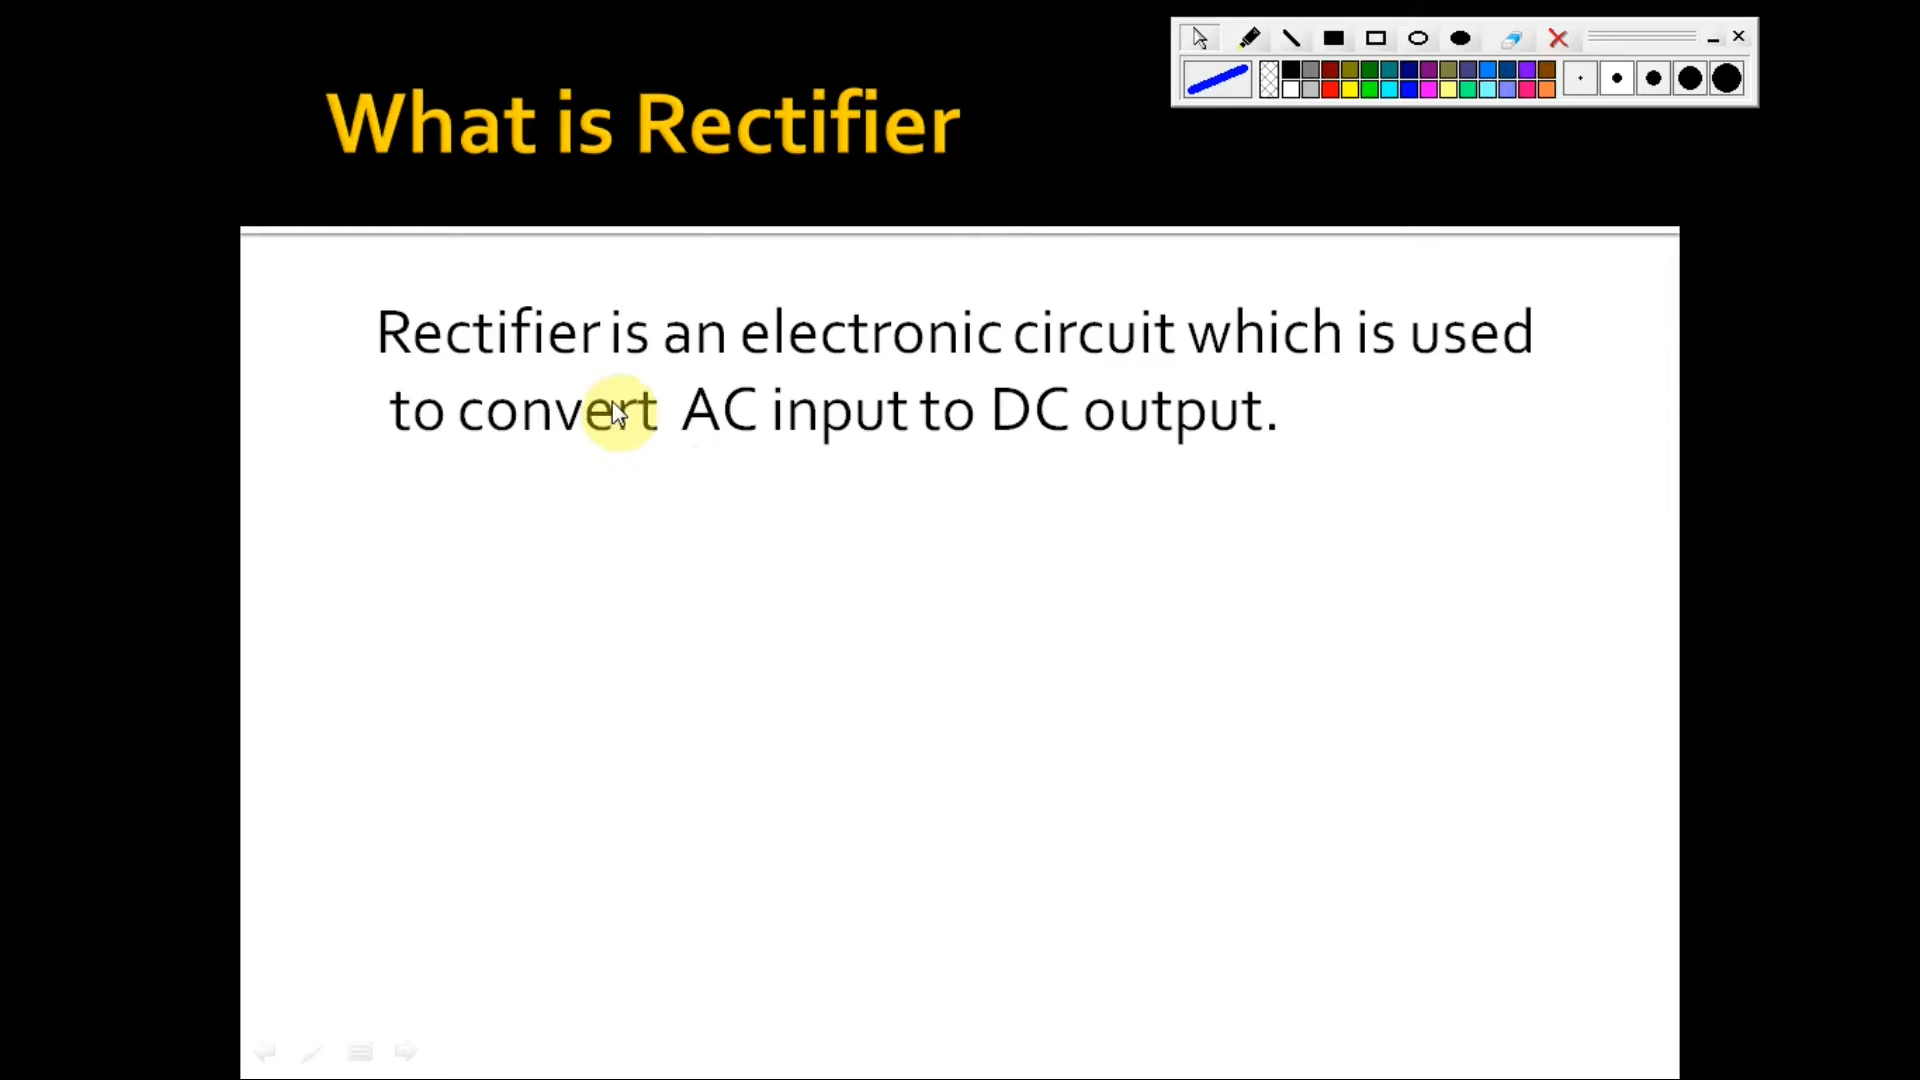 What is Rectifier
Rectifier is an electronic circuit which is used
to convert AC input to DC output.